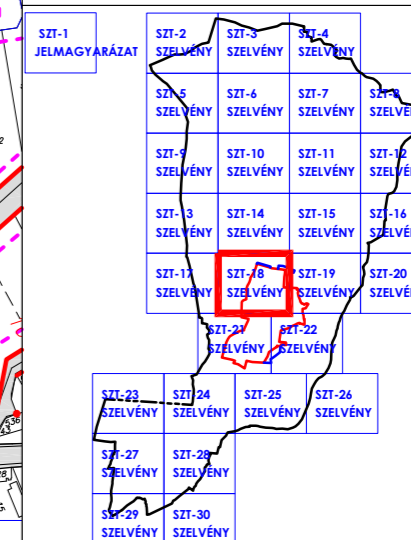 SZT-1
JELMAGYARÁZAT
SZT-2
SZELVÉNY
SZT-3
SZELVÉNY
SZT-4
SZELVÉNY
SZT-5
SZELVÉNY
SZT-6
SZELVÉNY
SZT-7
SZELVÉNY
SZT-8
SZELVÉ
SZT-9
SZELVÉNY
SZT-10
SZELVÉNY
SZT-11
SZELVÉNY
SZT-12
SZELVÉ
SZT-13
SZELVÉNY
SZT-14
SZELVÉNY
SZT-15
SZELVÉNY
SZT-16
SZELVÉ
SZT-17
SZELVÉNY
SZT-18
SZELVÉNY
SZT-19
SZELVÉNY
SZT-20
SZELVÉ
SZT-21
SZELVÉNY
SZT-22
SZELVÉNY
SZT-23
SZELVÉNY
SZT-24
SZELVÉNY
SZT-25
SZELVÉNY
SZT-26
SZELVÉNY
SZT-27
SZELVÉNY
SZT-28
SZELVÉNY
SZT-29
SZELVÉNY
SZT-30
SZELVÉNY